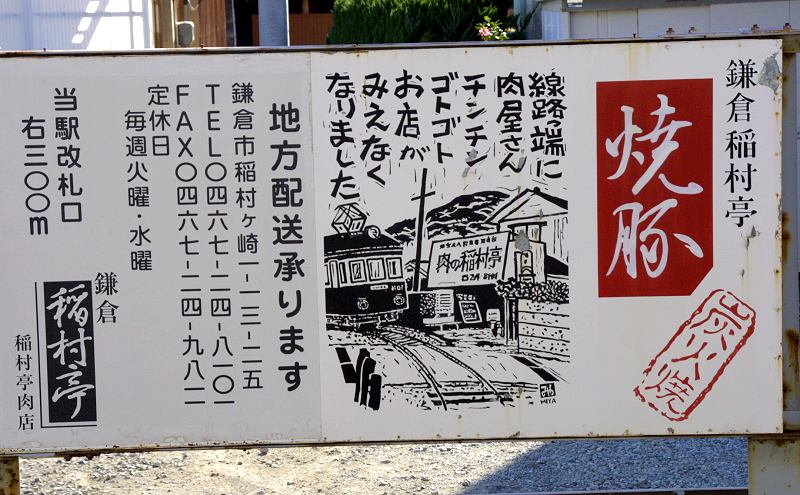 鎌倉稲村亭
焼豚
炭火焼
線路端に
肉屋さん
チンチン
ゴトゴト
お店が
みえなく
なりました
肉の稲村亭
MIYA
地方配送承ります
鎌倉市稲村ヶ崎一-一三-二五
TEL〇四六七-二四-八一〇一
FAX〇四六七-二四-九八一一
定休日
毎週火曜・水曜
当駅改札口
右三〇〇m
鎌倉
稲村亭
稲村亭肉店